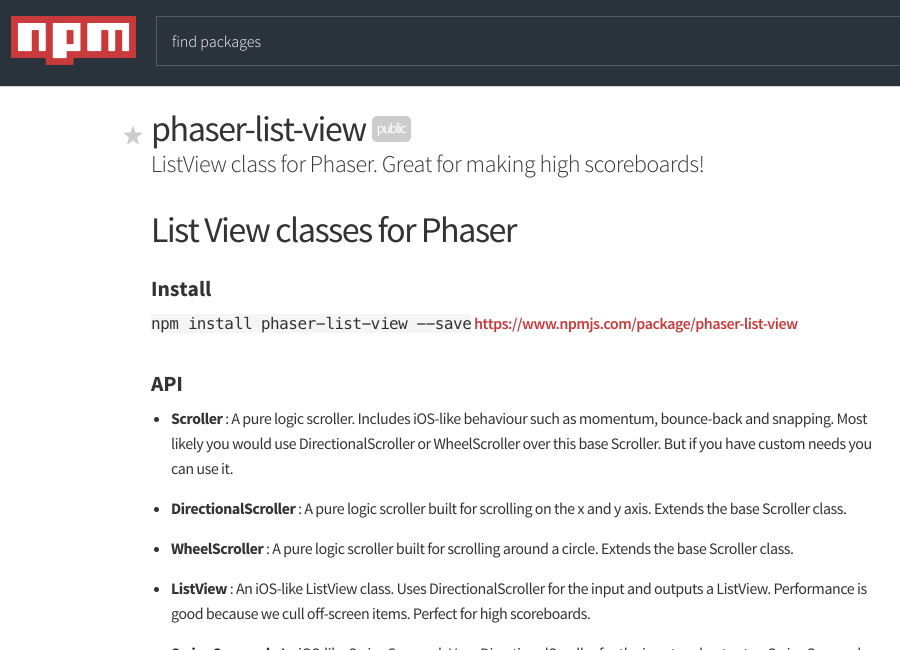 npm
find packages
phaser-list-view public
ListView class for Phaser. Great for making high scoreboards!
List View classes for Phaser
Install
npm install phaser-list-view --save https://www.npmjs.com/package/phaser-list-view
API
• Scroller : A pure logic scroller. Includes iOS-like behaviour such as momentum, bounce-back and snapping. Most
likely you would use DirectionalScroller or WheelScroller over this base Scroller. But if you have custom needs you
can use it.
• DirectionalScroller : A pure logic scroller built for scrolling on the x and y axis. Extends the base Scroller class.
• WheelScroller : A pure logic scroller built for scrolling around a circle. Extends the base Scroller class.
• ListView : An iOS-like ListView class. Uses DirectionalScroller for the input and outputs a ListView. Performance is
good because we cull off-screen items. Perfect for high scoreboards.